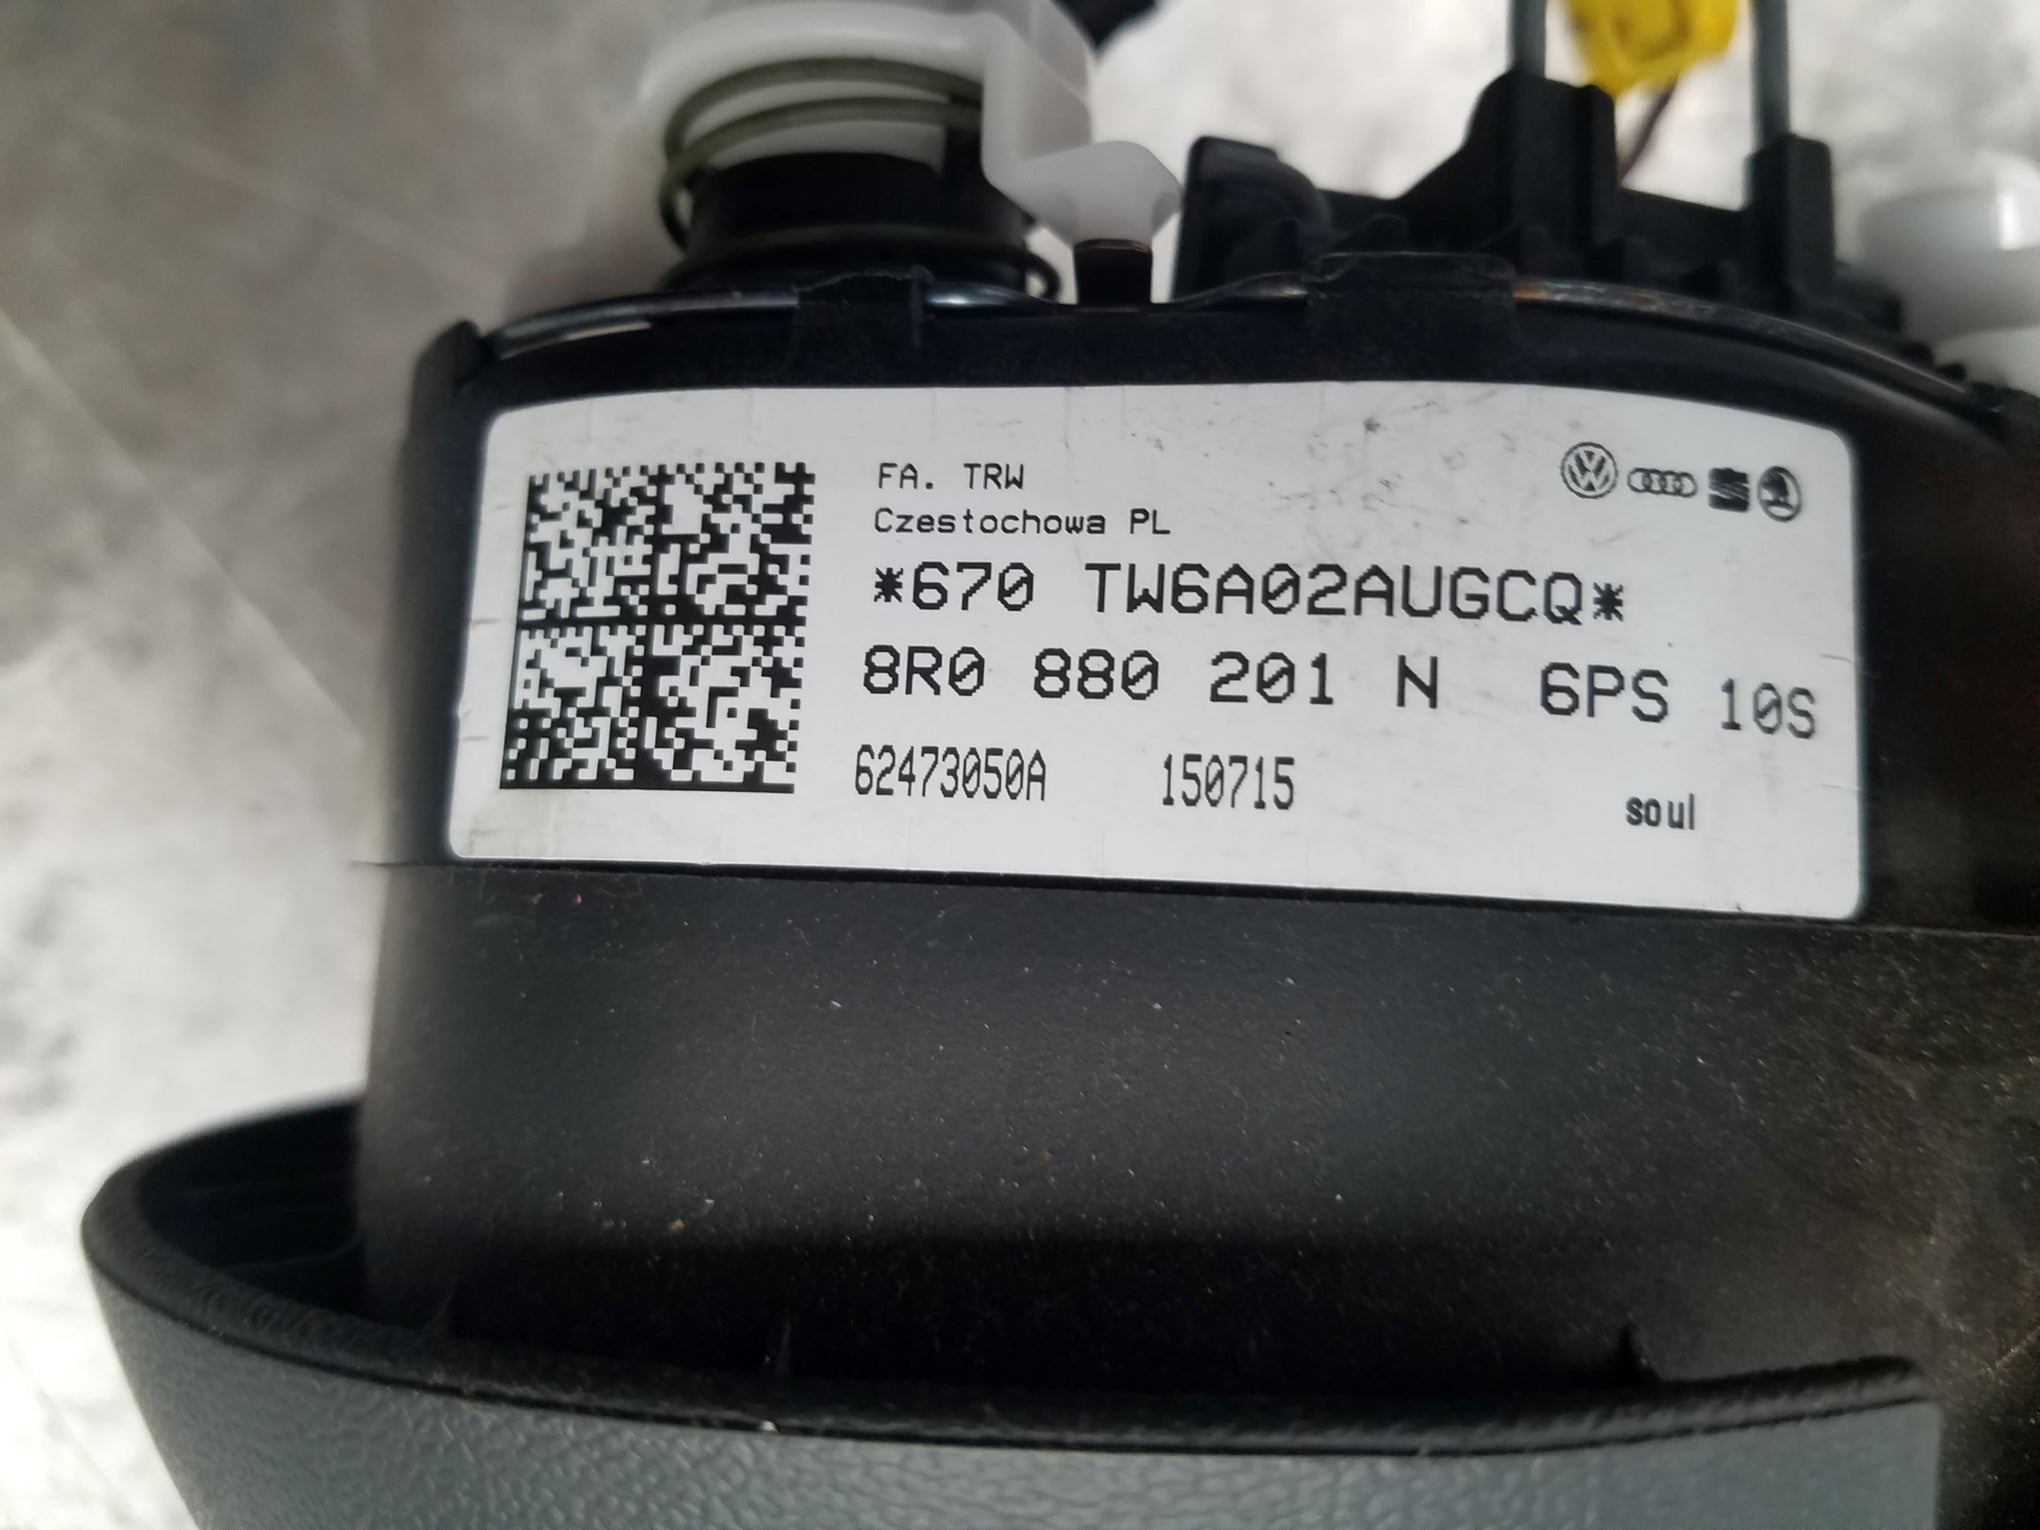 FA. TRW
Czestochowa PL
*670 TW6A02AUGCQ*
8R0 880 201 N 6PS 10S
62473050A 150715
soul